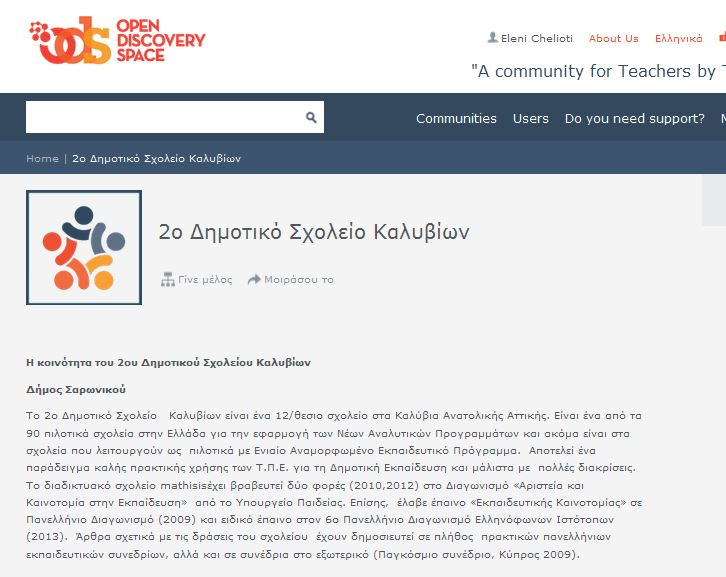 ods OPEN
DISCOVERY
SPACE
Eleni Chelioti About Us Ελληνικά
"A community for Teachers by
Communities Users Do you need support?
Home | 2ο Δημοτικό Σχολείο Καλυβίων
2ο Δημοτικό Σχολείο Καλυβίων
Γίνε μέλος Μοιράσου το
Η κοινότητα του 2ου Δημοτικού Σχολείου Καλυβίων
Δήμος Σαρωνικού
Το 2ο Δημοτικό Σχολείο Καλυβίων είναι ένα 12/θεσιο σχολείο στα Καλύβια Ανατολικής Αττικής. Είναι ένα από τα
90 πιλοτικά σχολεία στην Ελλάδα για την εφαρμογή των Νέων Αναλυτικών Προγραμμάτων και ακόμα είναι στα
σχολεία που λειτουργούν ως πιλοτικά με Ενιαίο Αναμορφωμένο Εκπαιδευτικό Πρόγραμμα. Αποτελεί ένα
παράδειγμα καλής πρακτικής χρήσης των Τ.Π.Ε. για τη Δημοτική Εκπαίδευση και μάλιστα με πολλές διακρίσεις.
Το διαδικτυακό σχολείο mathisisέχει βραβευτεί δύο φορές (2010,2012) στο Διαγωνισμό «Αριστεία και
Καινοτομία στην Εκπαίδευση» από το Υπουργείο Παιδείας. Επίσης, έλαβε έπαινο «Εκπαιδευτικής Καινοτομίας» σε
Πανελλήνιο Διαγωνισμό (2009) και ειδικό έπαινο στον 6ο Πανελλήνιο Διαγωνισμό Ελληνόφωνων Ιστότοπων
(2013). Άρθρα σχετικά με τις δράσεις του σχολείου έχουν δημοσιευτεί σε πλήθος πρακτικών πανελλήνιων
εκπαιδευτικών συνεδρίων, αλλά και σε συνέδρια στο εξωτερικό (Παγκόσμιο συνέδριο, Κύπρος 2009).